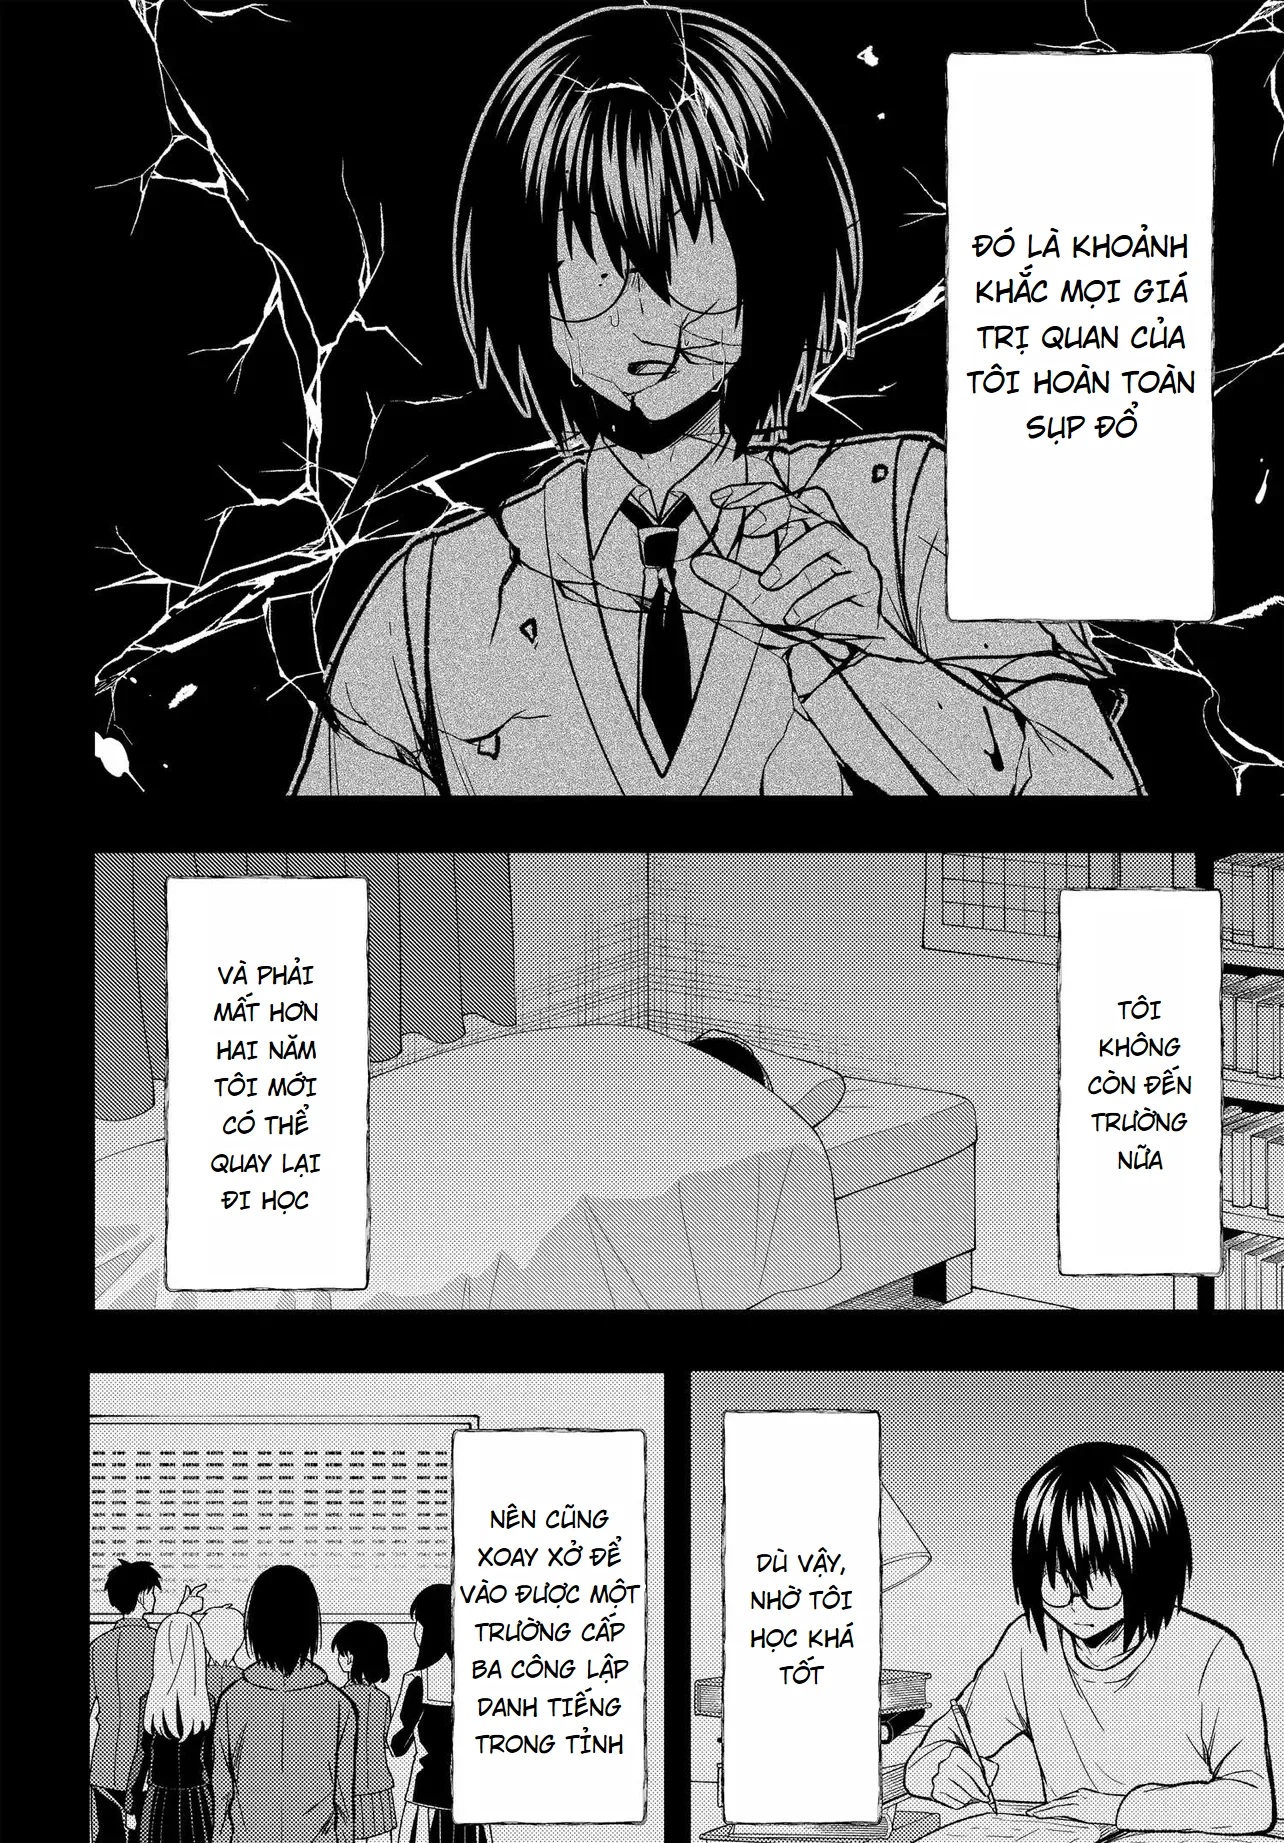 ĐÓ LÀ KHOẢNH
KHẮC MỌI GIÁ
TRỊ QUAN CỦA
TÔI HOÀN TOÀN
SỤP ĐỔ
TÔI
KHÔNG
CÒN ĐẾN
TRƯỜNG
NỮA
VÀ PHẢI
MẤT HƠN
HAI NĂM
TÔI MỚI
CÓ THỂ
QUAY LẠI
ĐI HỌC
DÙ VẬY,
NHỜ TÔI
HỌC KHÁ
TỐT
NÊN CŨNG
XOAY XỞ ĐỂ
VÀO ĐƯỢC MỘT
TRƯỜNG CẤP
BA CÔNG LẬP
DANH TIẾNG
TRONG TỈNH